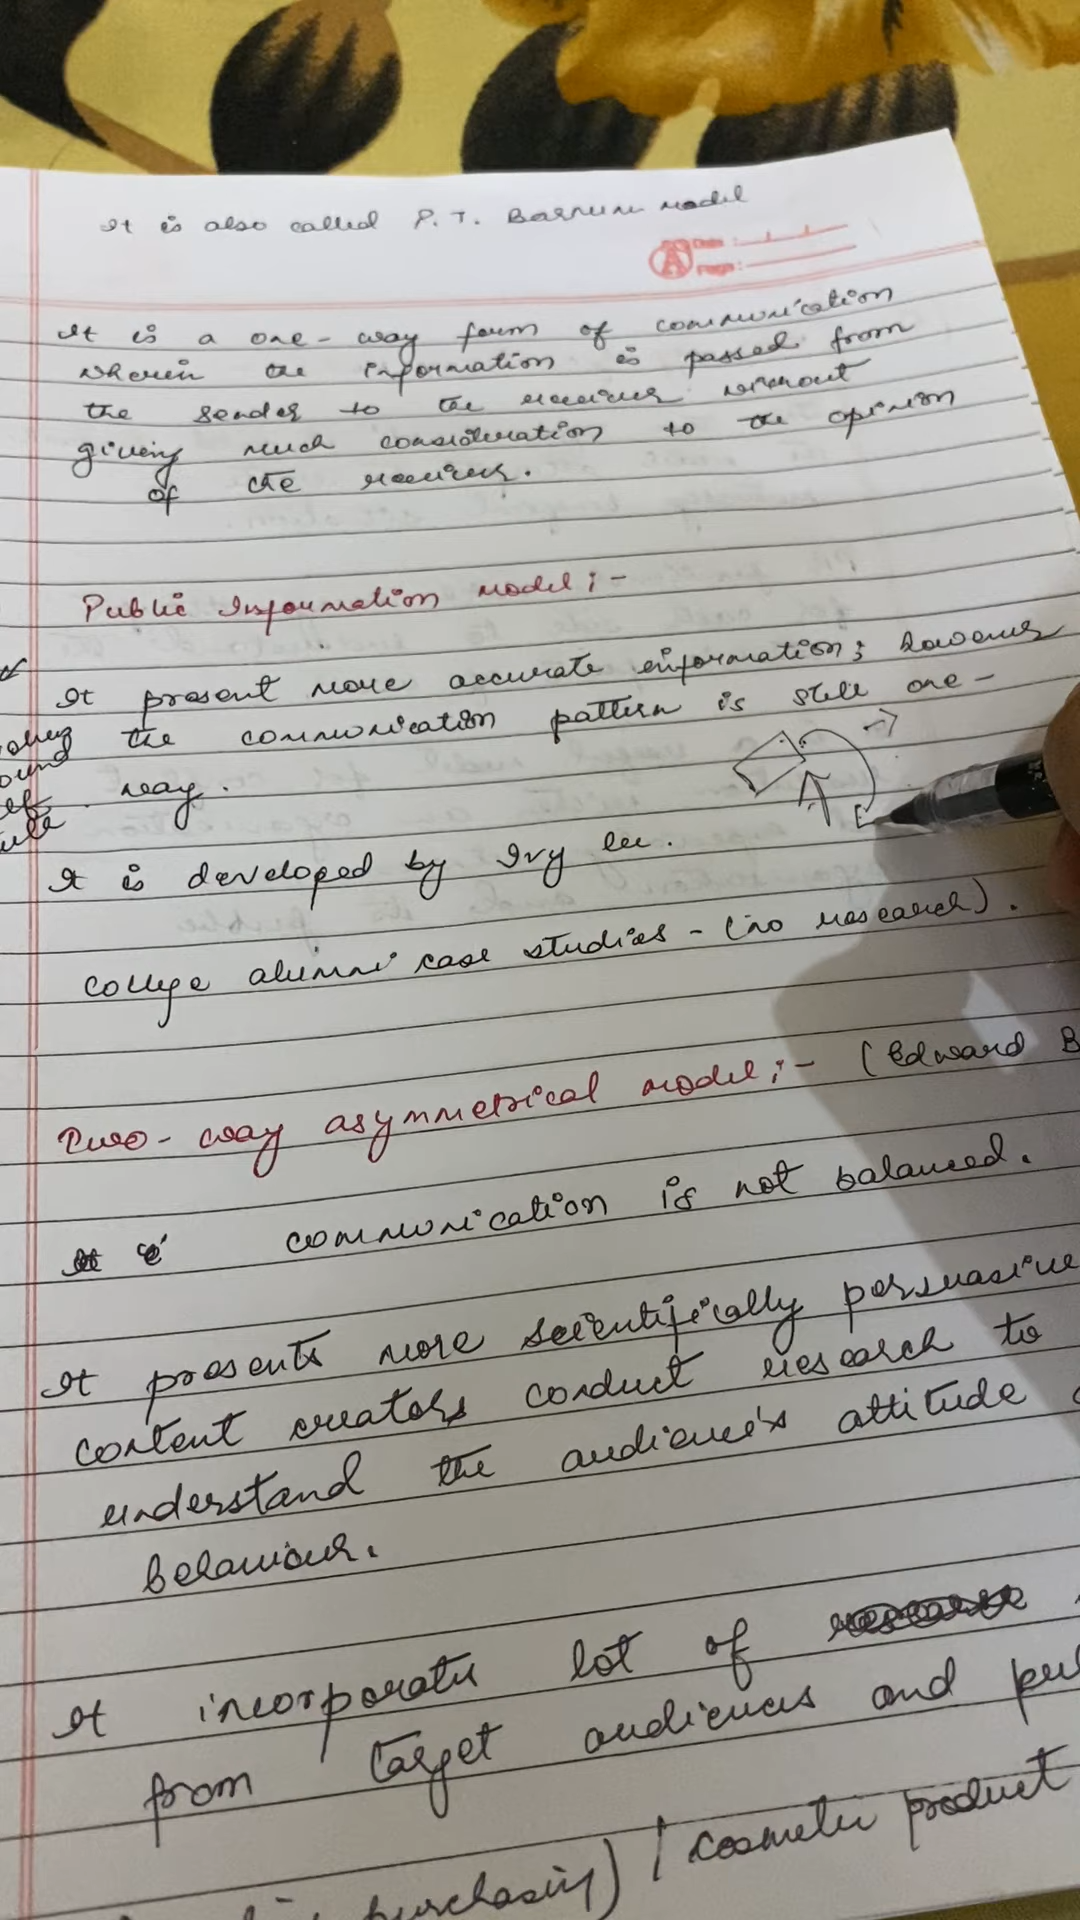 It is also called P. T. Barnum model
A Date :
Page:
It is a one-way form of communication
wherein the information is passed from
the sender to the receiver without
giving much consideration to the opinion
of the receiver.
Public Information Model :-
It present more accurate information; however
the communication pattern is still one-
way.
It is developed by Ivy lee.
College alumni case studies - (no research).
Two-way asymmetrical model :- (Edward B
communication is not balanced.
It presents more scientifically persuasive
content creators conduct research to
understand the audience's attitude
behaviour.
It incorporate lot of
from target audiences and
purchasing) / cosmetic product